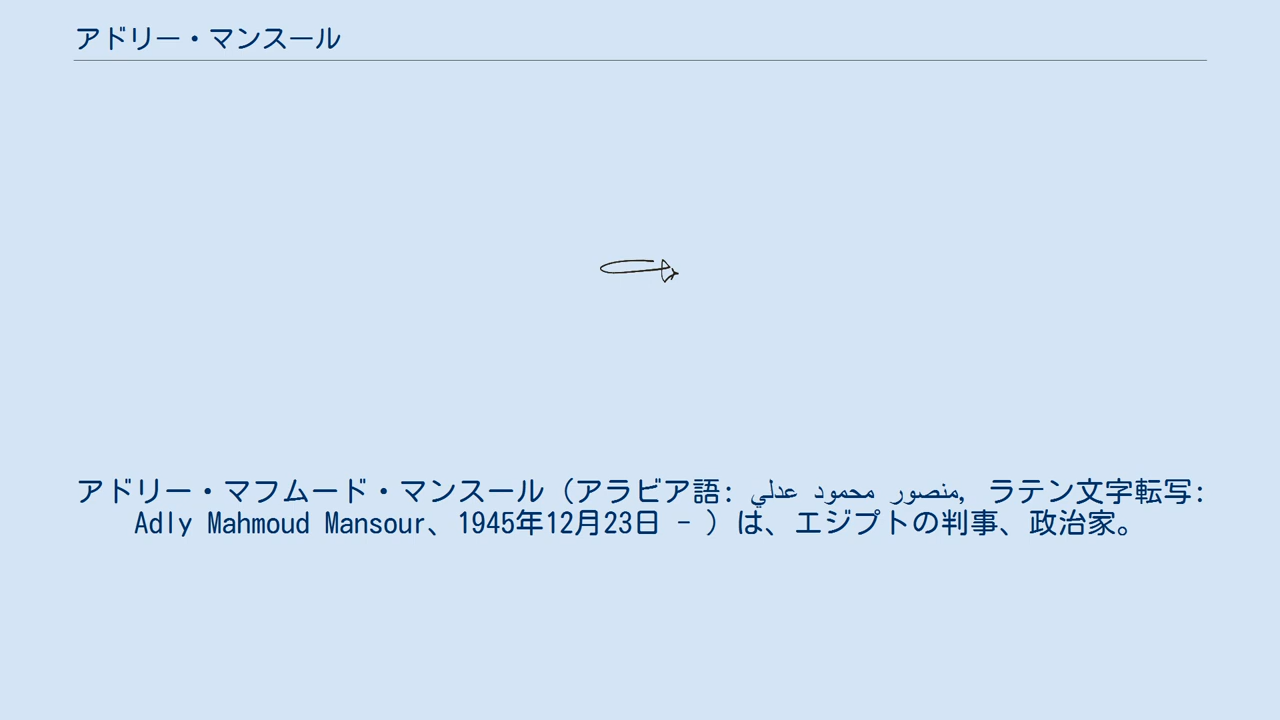 アドリー・マンスール
アドリー・マフムード・マンスール（アラビア語: عدلي محمود منصور, ラテン文字転写:
Adly Mahmoud Mansour、1945年12月23日 - ）は、エジプトの判事、政治家。